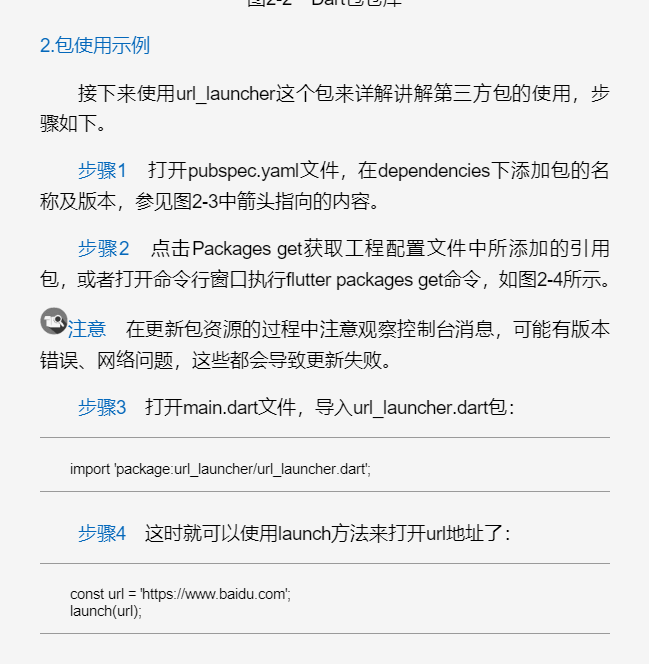 图2-2 Dart包仓库
2.包使用示例
接下来使用url_launcher这个包来详解讲解第三方包的使用，步
骤如下。
步骤1 打开pubspec.yaml文件，在dependencies下添加包的名
称及版本，参见图2-3中箭头指向的内容。
步骤2 点击Packages get获取工程配置文件中所添加的引用
包，或者打开命令行窗口执行flutter packages get命令，如图2-4所示。
注意 在更新包资源的过程中注意观察控制台消息，可能有版本
错误、网络问题，这些都会导致更新失败。
步骤3 打开main.dart文件，导入url_launcher.dart包：
import 'package:url_launcher/url_launcher.dart';
步骤4 这时就可以使用launch方法来打开url地址了：
const url = 'https://www.baidu.com';
launch(url);